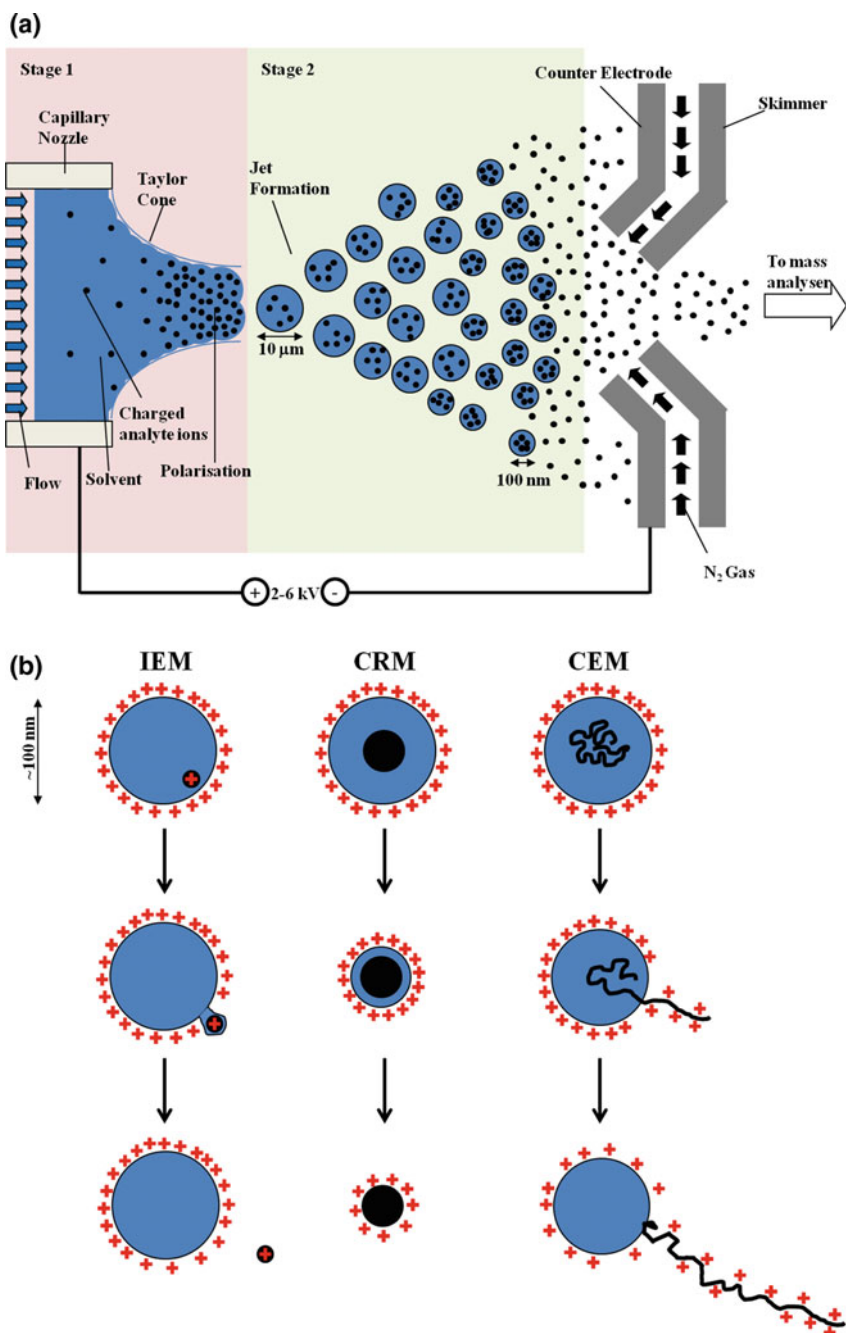 (a)
Stage 1
Stage 2
Counter Electrode
Skimmer
Capillary
Nozzle
Taylor
Cone
Jet
Formation
To mass
analyser
10 μm
Charged
analyte ions
Polarisation
Solvent
Flow
100 nm
N₂ Gas
+ 2-6 kV -
(b)
IEM
CRM
CEM
~100 nm